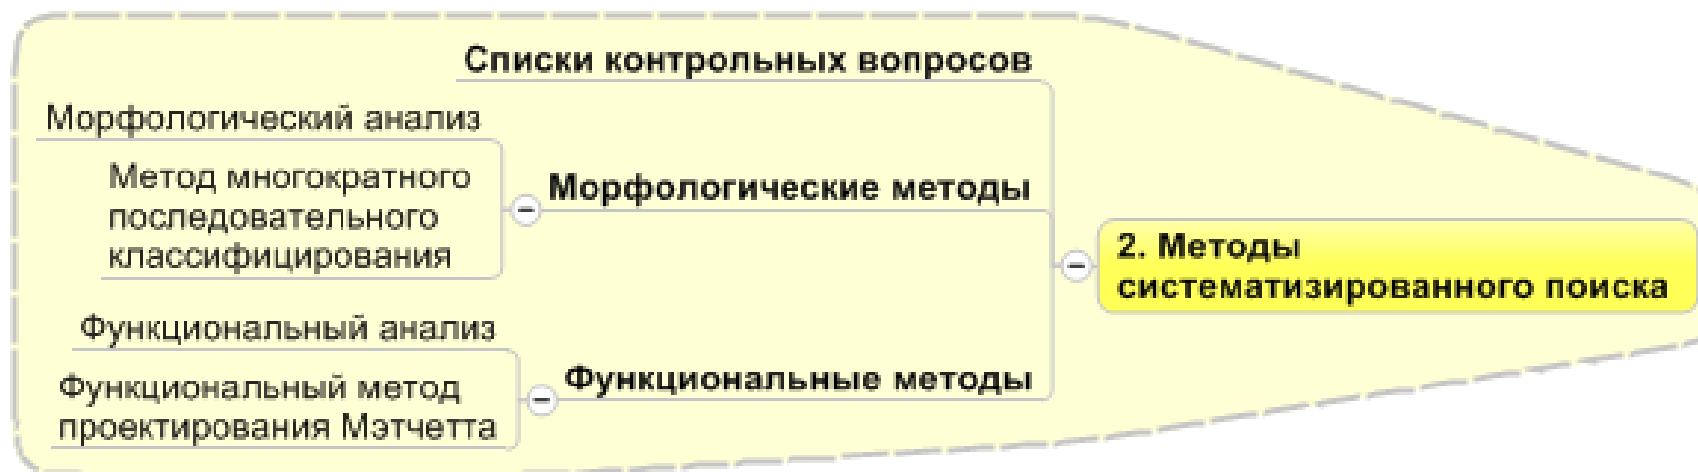 Списки контрольных вопросов
Морфологический анализ
Метод многократного
последовательного
классифицирования
Морфологические методы
2. Методы
систематизированного поиска
Функциональный анализ
Функциональный метод
проектирования Мэтчетта
Функциональные методы